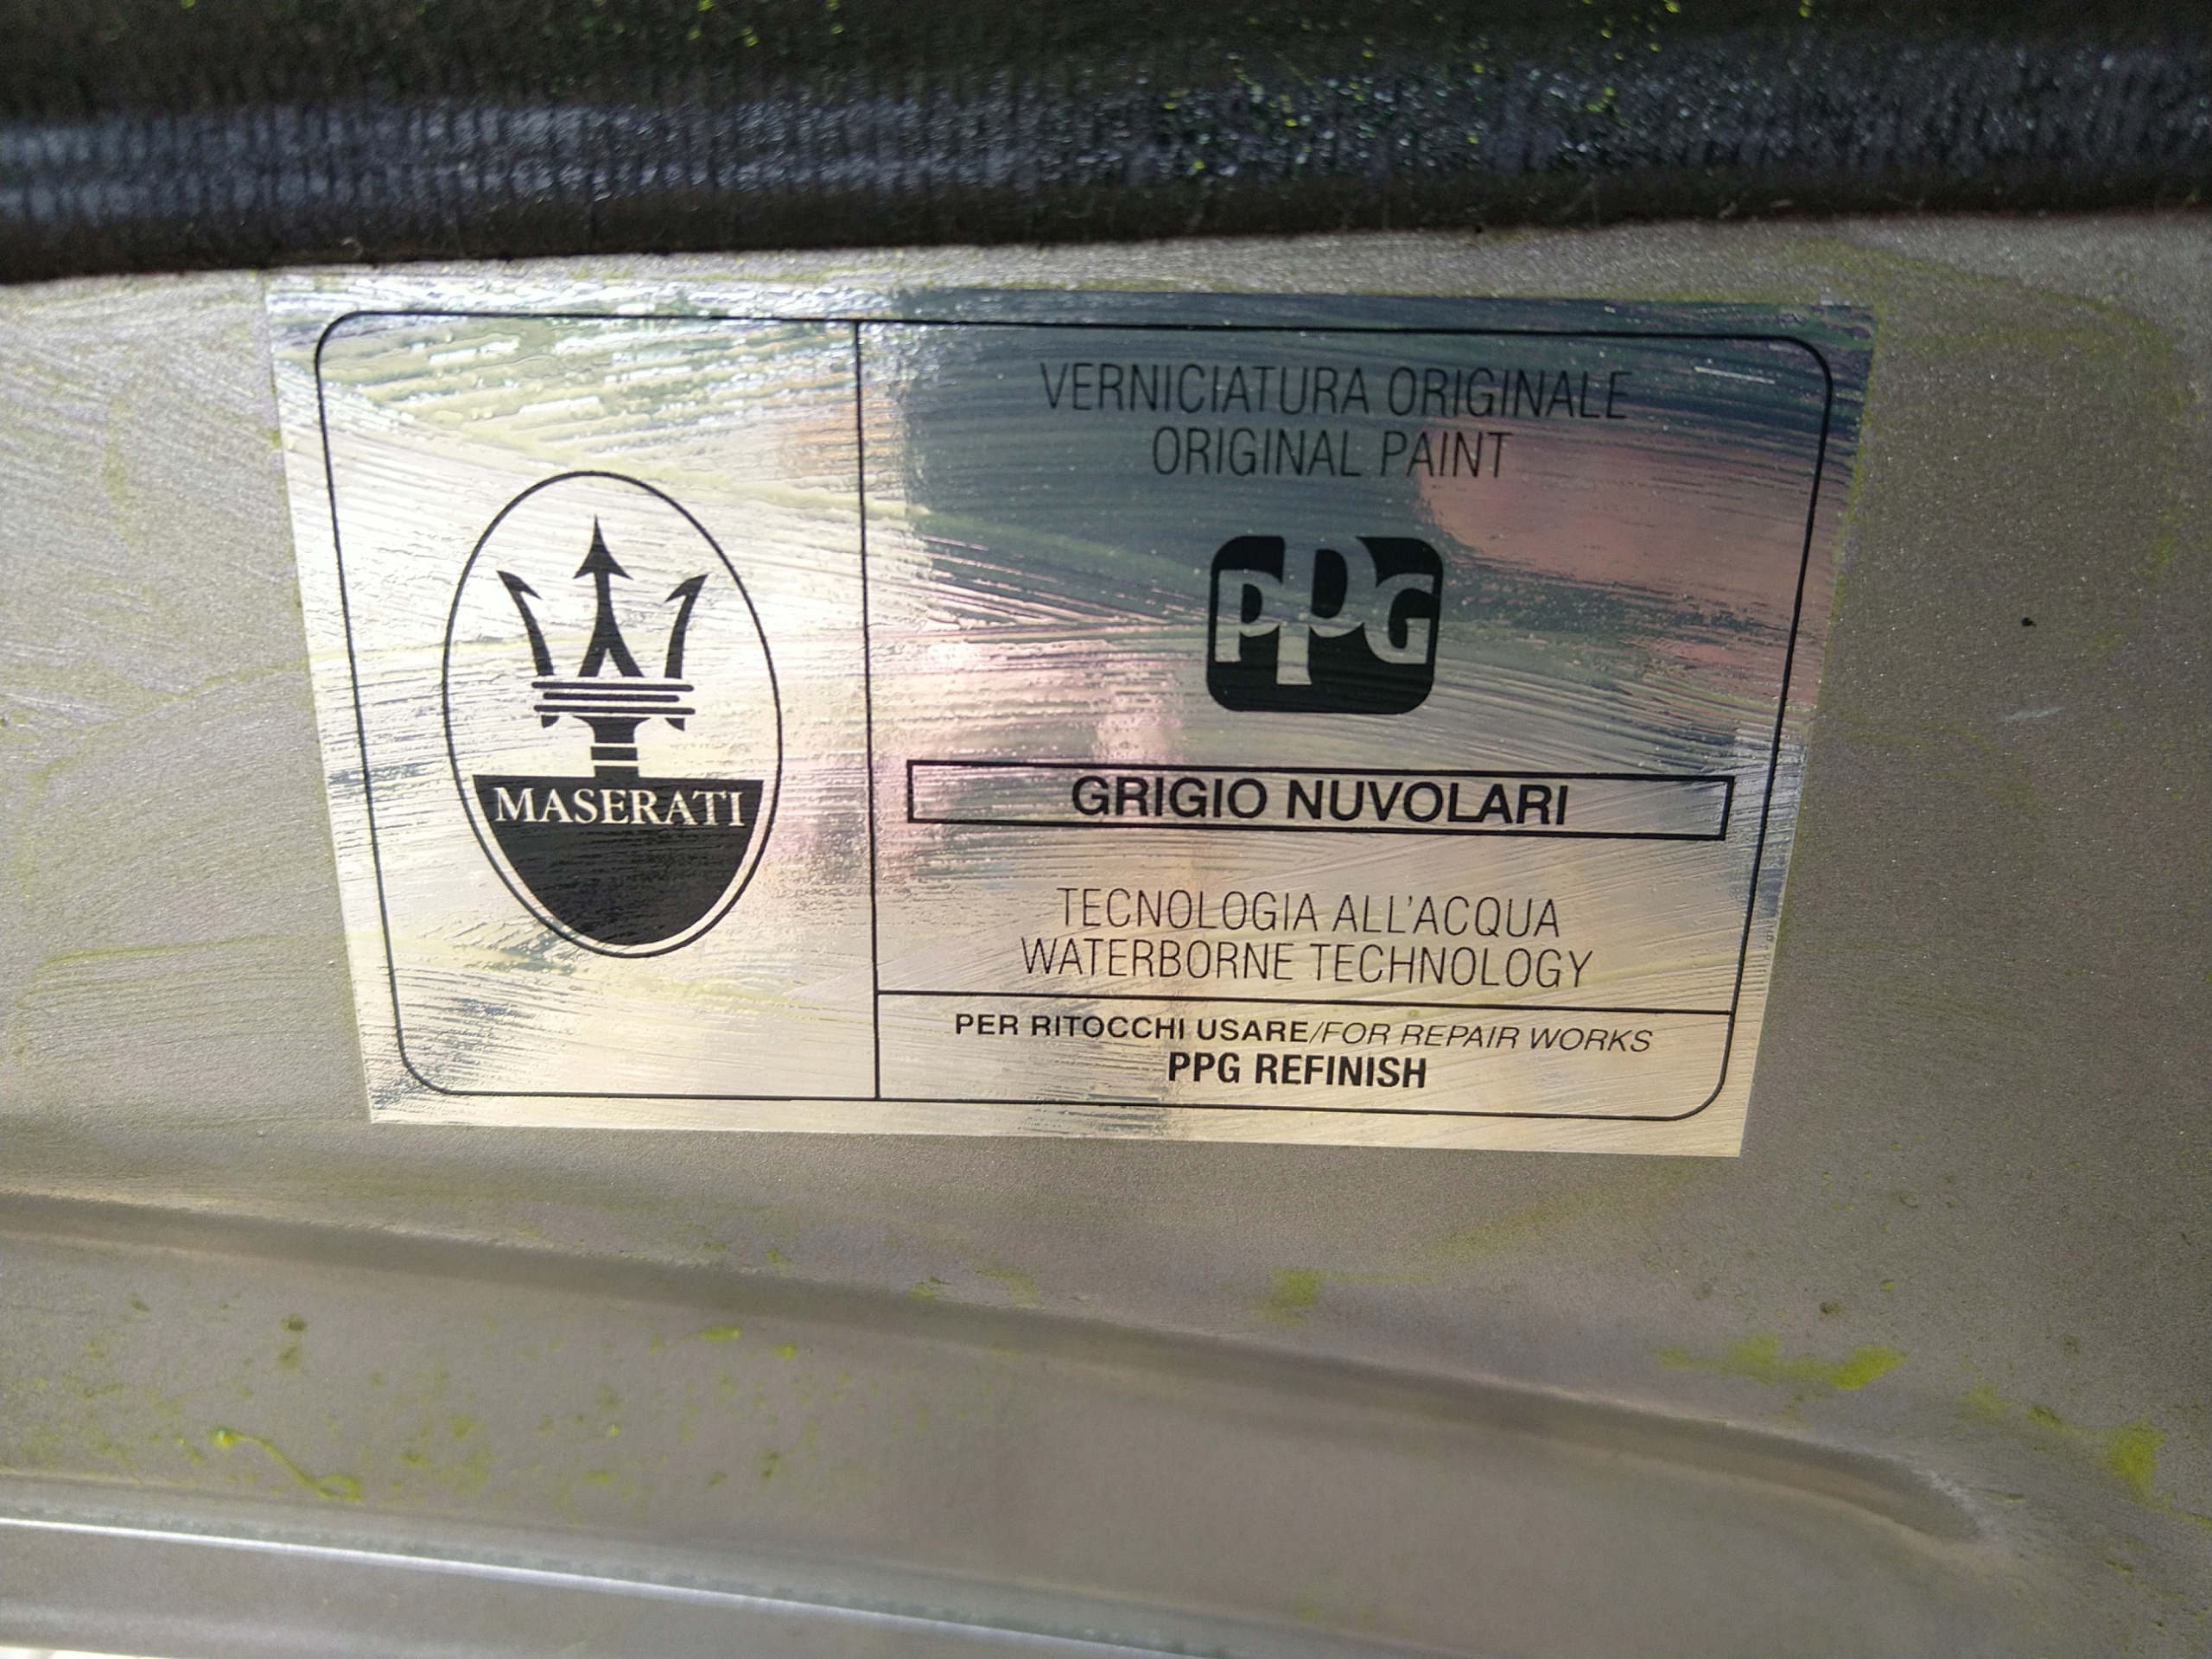 MASERATI
VERNICIATURA ORIGINALE
ORIGINAL PAINT
PPG
GRIGIO NUVOLARI
TECNOLOGIA ALL'ACQUA
WATERBORNE TECHNOLOGY
PER RITOCCHI USARE/FOR REPAIR WORKS
PPG REFINISH